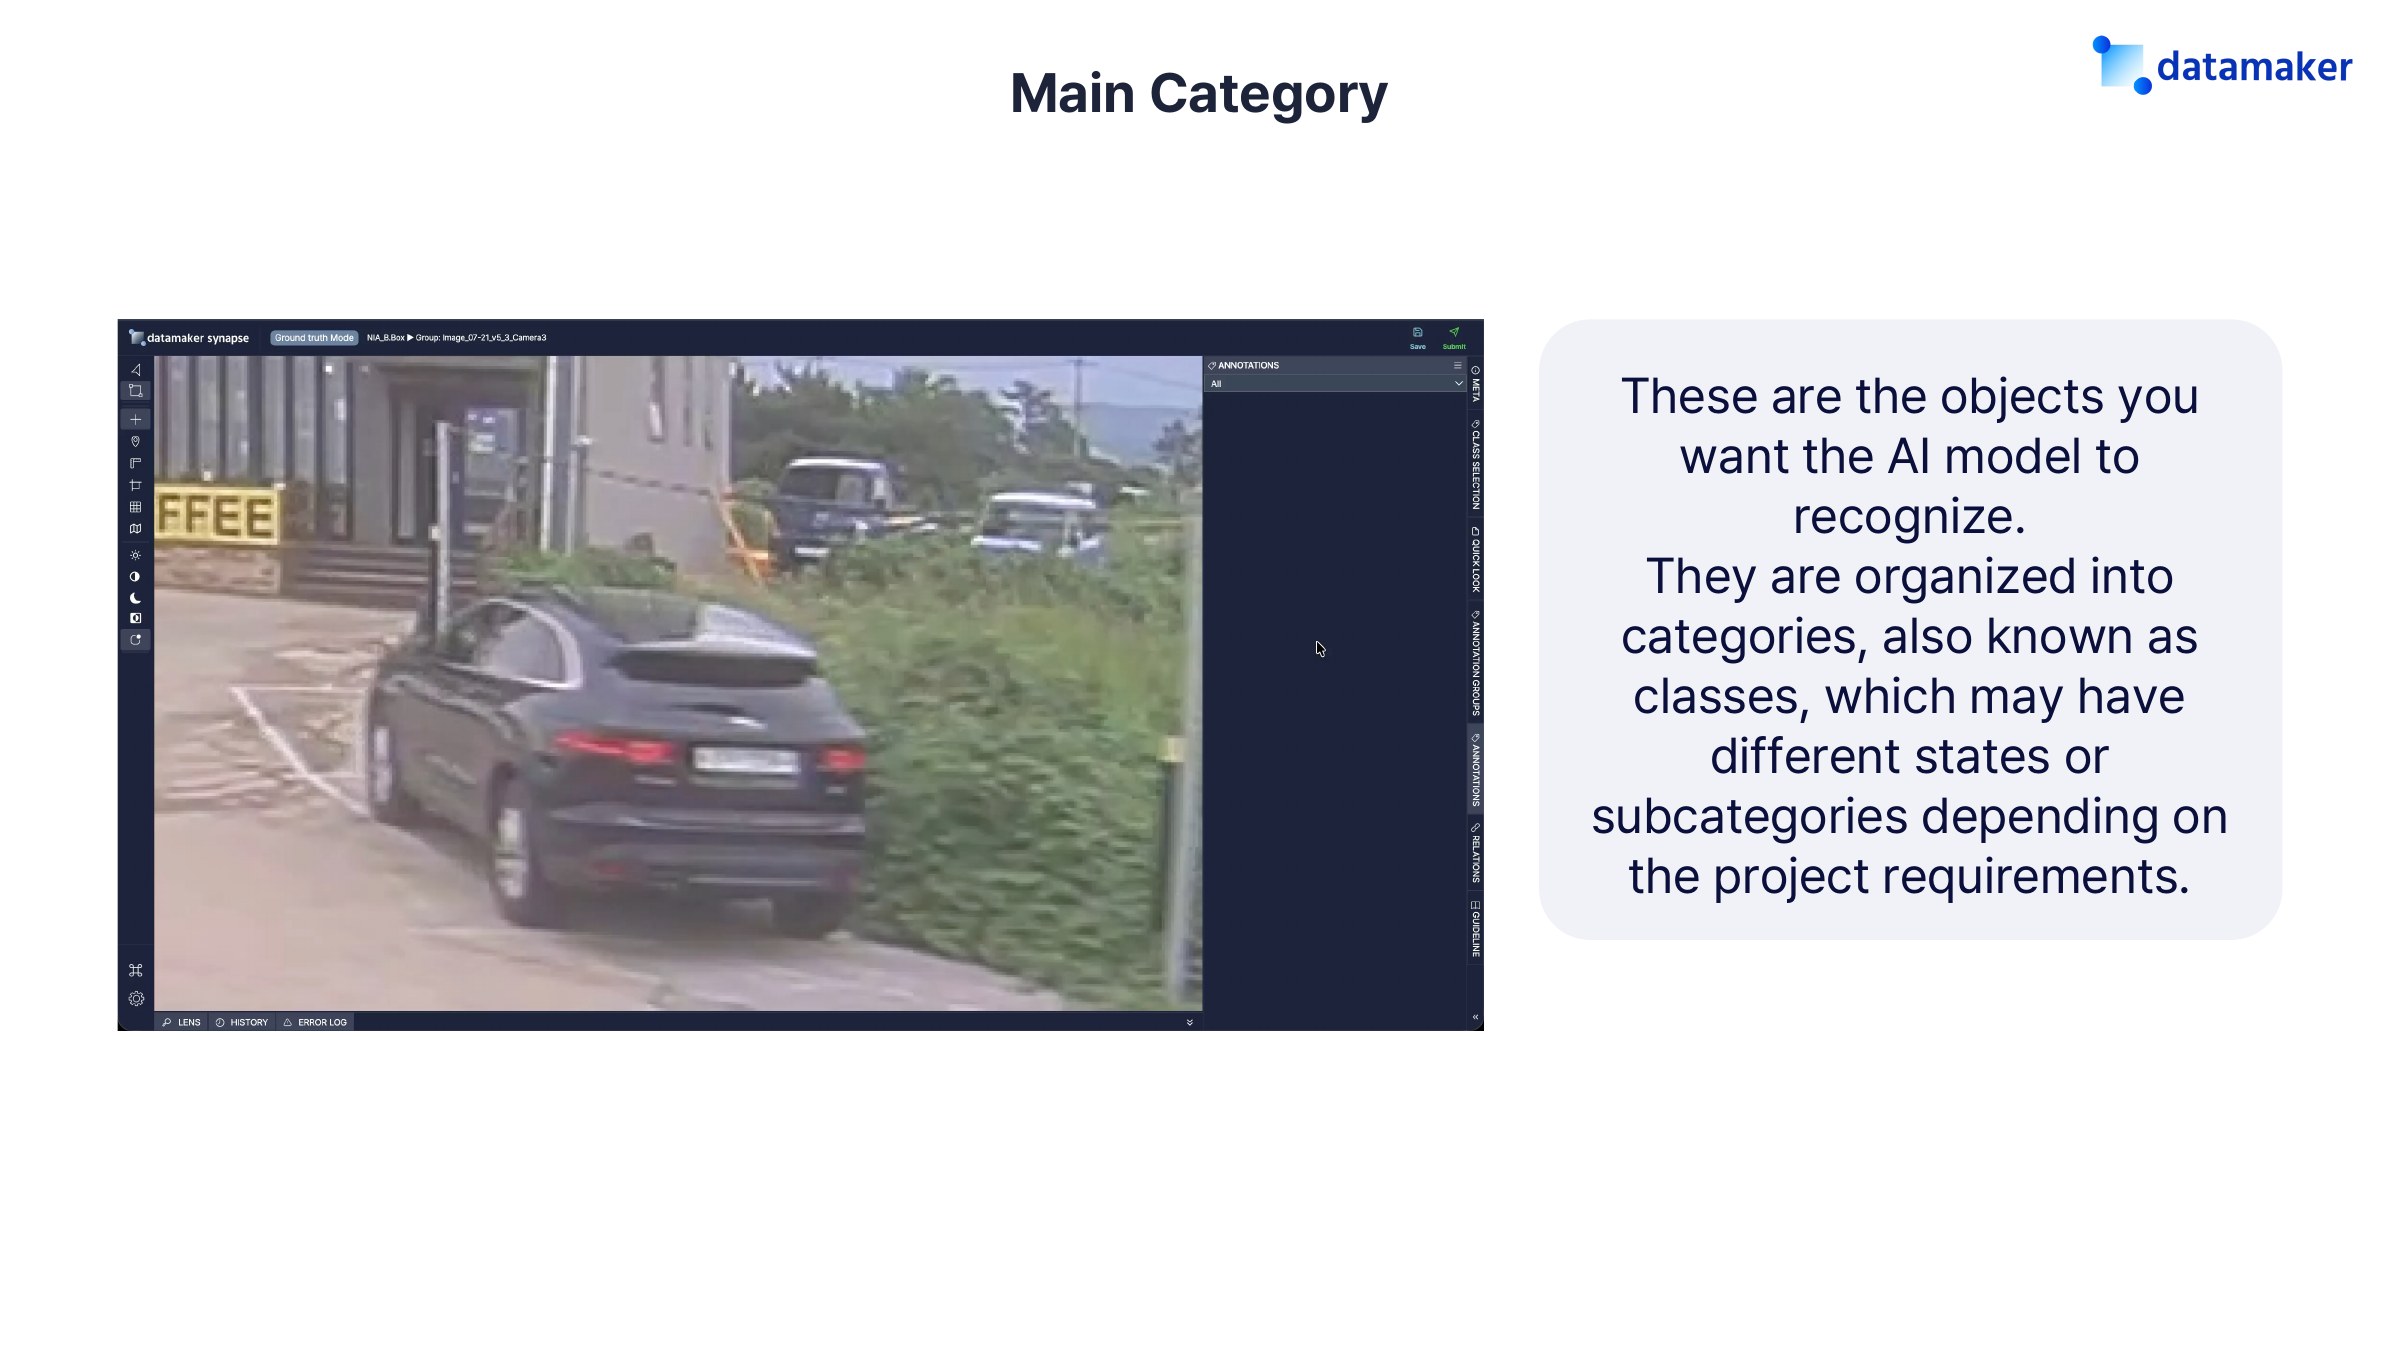 Main Category
datamaker
datamaker synapse
Ground truth Mode
NIA_B.Box ▶ Group: Image_07-21_v5_3_Camera3
Save
Submit
FFEE
ANNOTATIONS
All
META
CLASS SELECTION
QUICK LOOK
ANNOTATION GROUPS
ANNOTATIONS
RELATIONS
GUIDELINE
LENS
HISTORY
ERROR LOG
These are the objects you
want the AI model to
recognize.
They are organized into
categories, also known as
classes, which may have
different states or
subcategories depending on
the project requirements.